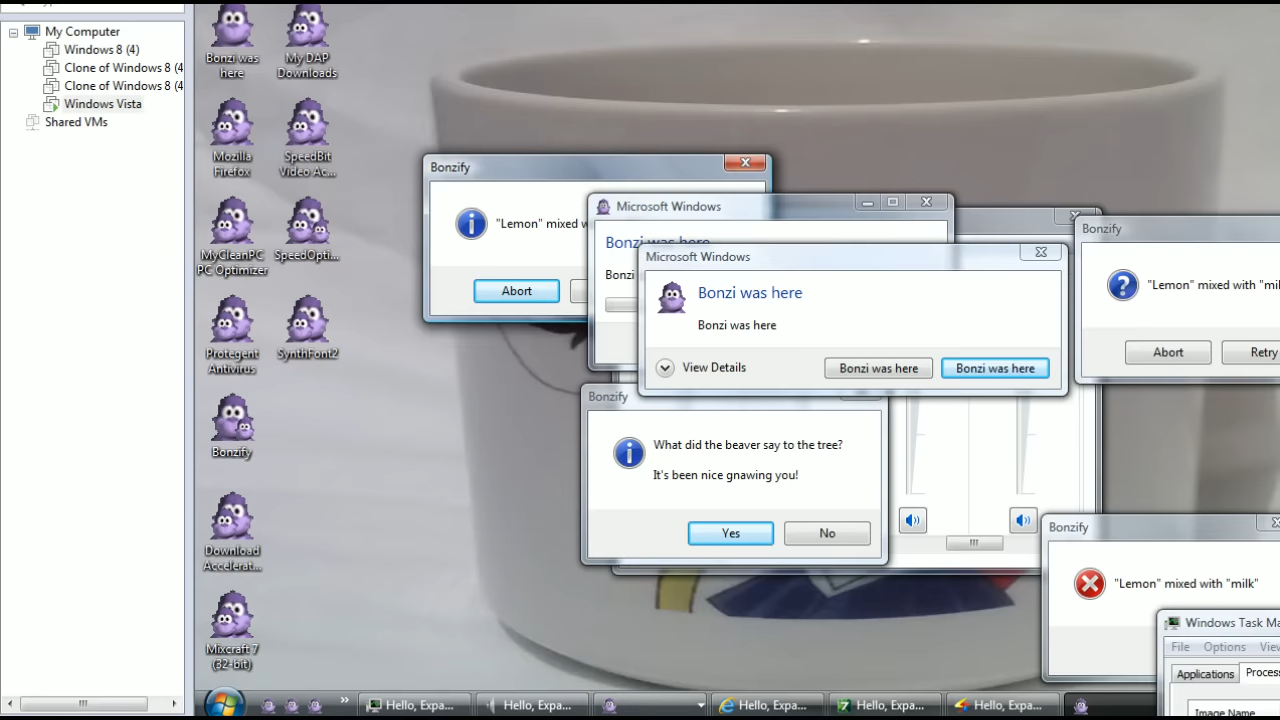 My Computer
Windows 8 (4)
Clone of Windows 8 (4
Clone of Windows 8 (4
Windows Vista
Shared VMs
Bonzi was
here
My DAP
Downloads
Mozilla
Firefox
SpeedBit
Video Ac...
MyCleanPC
PC Optimizer
SpeedOpti...
Protegent
Antivirus
SynthFont2
Bonzify
Download
Accelerat...
Mixcraft 7
(32-bit)
Bonzify
"Lemon" mixed w
Abort
Microsoft Windows
Bonzi was here
Bonzi
Microsoft Windows
Bonzi was here
Bonzi was here
View Details
Bonzi was here
Bonzi was here
Bonzify
"Lemon" mixed with "mil
Abort
Retry
Bonzify
What did the beaver say to the tree?
It's been nice gnawing you!
Yes
No
Bonzify
"Lemon" mixed with "milk"
Windows Task Ma
File Options View
Applications
Process
Image Name
Hello, Expa...
Hello, Expa...
Hello, Expa...
Hello, Expa...
Hello, Expa...